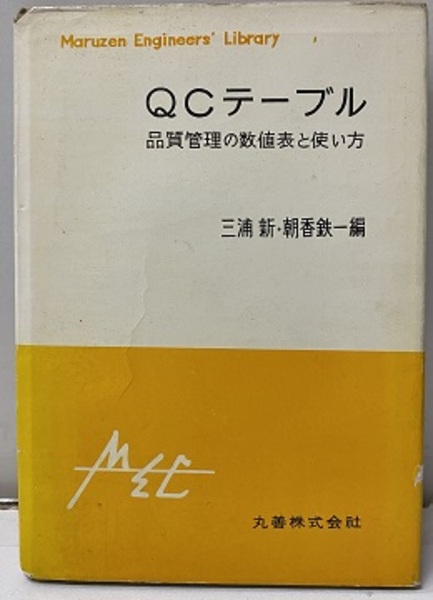 Maruzen Engineers' Library
QCテーブル
品質管理の数値表と使い方
三浦 新・朝香鉄一編
MEL
丸善株式会社